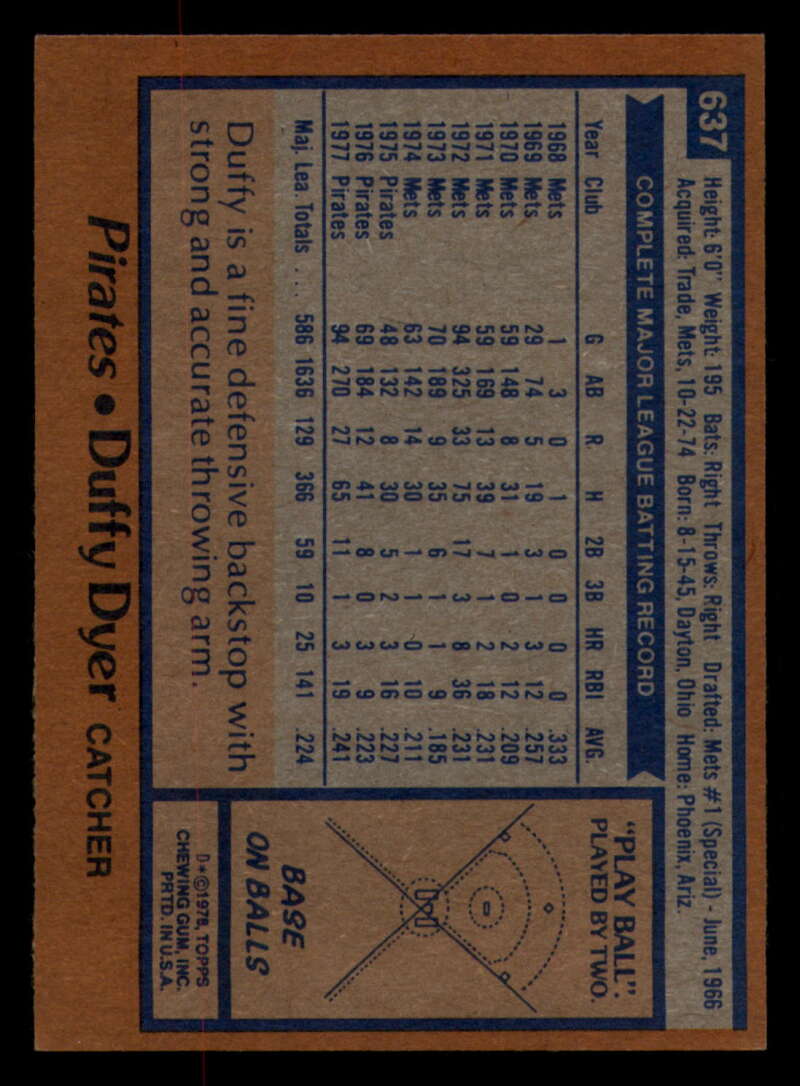 637
Height: 6'0" Weight: 195 Bats: Right Throws: Right Drafted: Mets #1 (Special) - June, 1966
Acquired: Trade, Mets, 10-22-74 Born: 8-15-45, Dayton, Ohio Home: Phoenix, Ariz.
COMPLETE MAJOR LEAGUE BATTING RECORD
Year Club G AB R. H 2B 3B HR RBI AVG.
1968 Mets 1 3 0 1 0 0 0 0 .333
1969 Mets 29 74 5 19 3 1 3 12 .257
1970 Mets 59 148 8 31 1 0 2 12 .209
1971 Mets 59 169 13 39 7 1 2 18 .231
1972 Mets 94 325 33 75 17 3 8 36 .231
1973 Mets 70 189 9 35 6 1 1 9 .185
1974 Mets 63 142 14 30 1 1 0 10 .211
1975 Pirates 48 132 8 30 5 2 3 16 .227
1976 Pirates 69 184 12 41 8 0 3 9 .223
1977 Pirates 94 270 27 65 11 1 3 19 .241
Maj. Lea. Totals ... 586 1636 129 366 59 10 25 141 .224
Duffy is a fine defensive backstop with
strong and accurate throwing arm.
"PLAY BALL":
PLAYED BY TWO.
BASE
ON BALLS
D*©1978, TOPPS
CHEWING GUM, INC.
PRTD. IN U.S.A.
Pirates • Duffy Dyer CATCHER